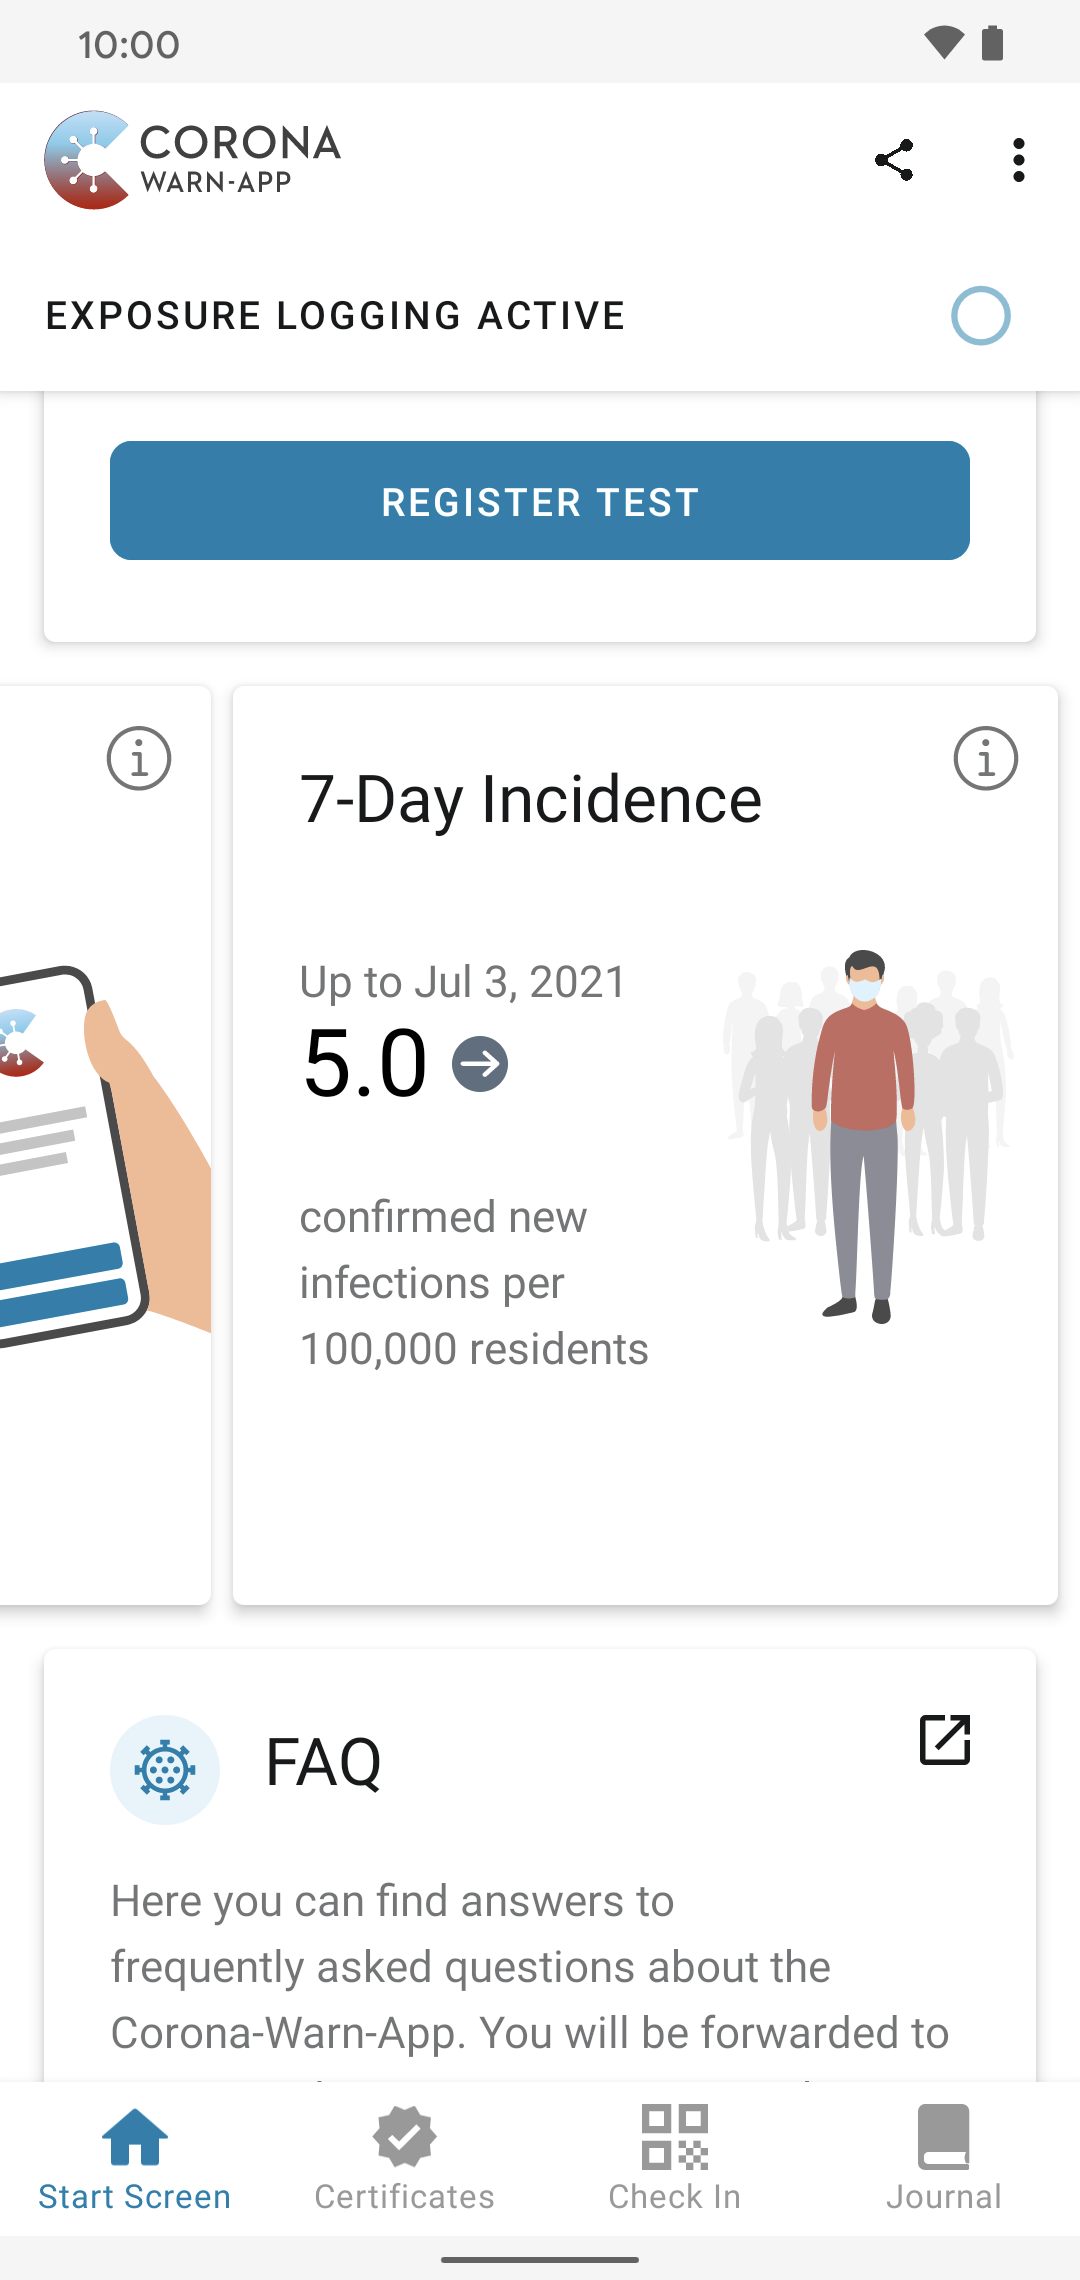 10:00
CORONA
WARN-APP
EXPOSURE LOGGING ACTIVE
REGISTER TEST
7-Day Incidence
Up to Jul 3, 2021
5.0
confirmed new
infections per
100,000 residents
FAQ
Here you can find answers to
frequently asked questions about the
Corona-Warn-App. You will be forwarded to
Start Screen
Certificates
Check In
Journal